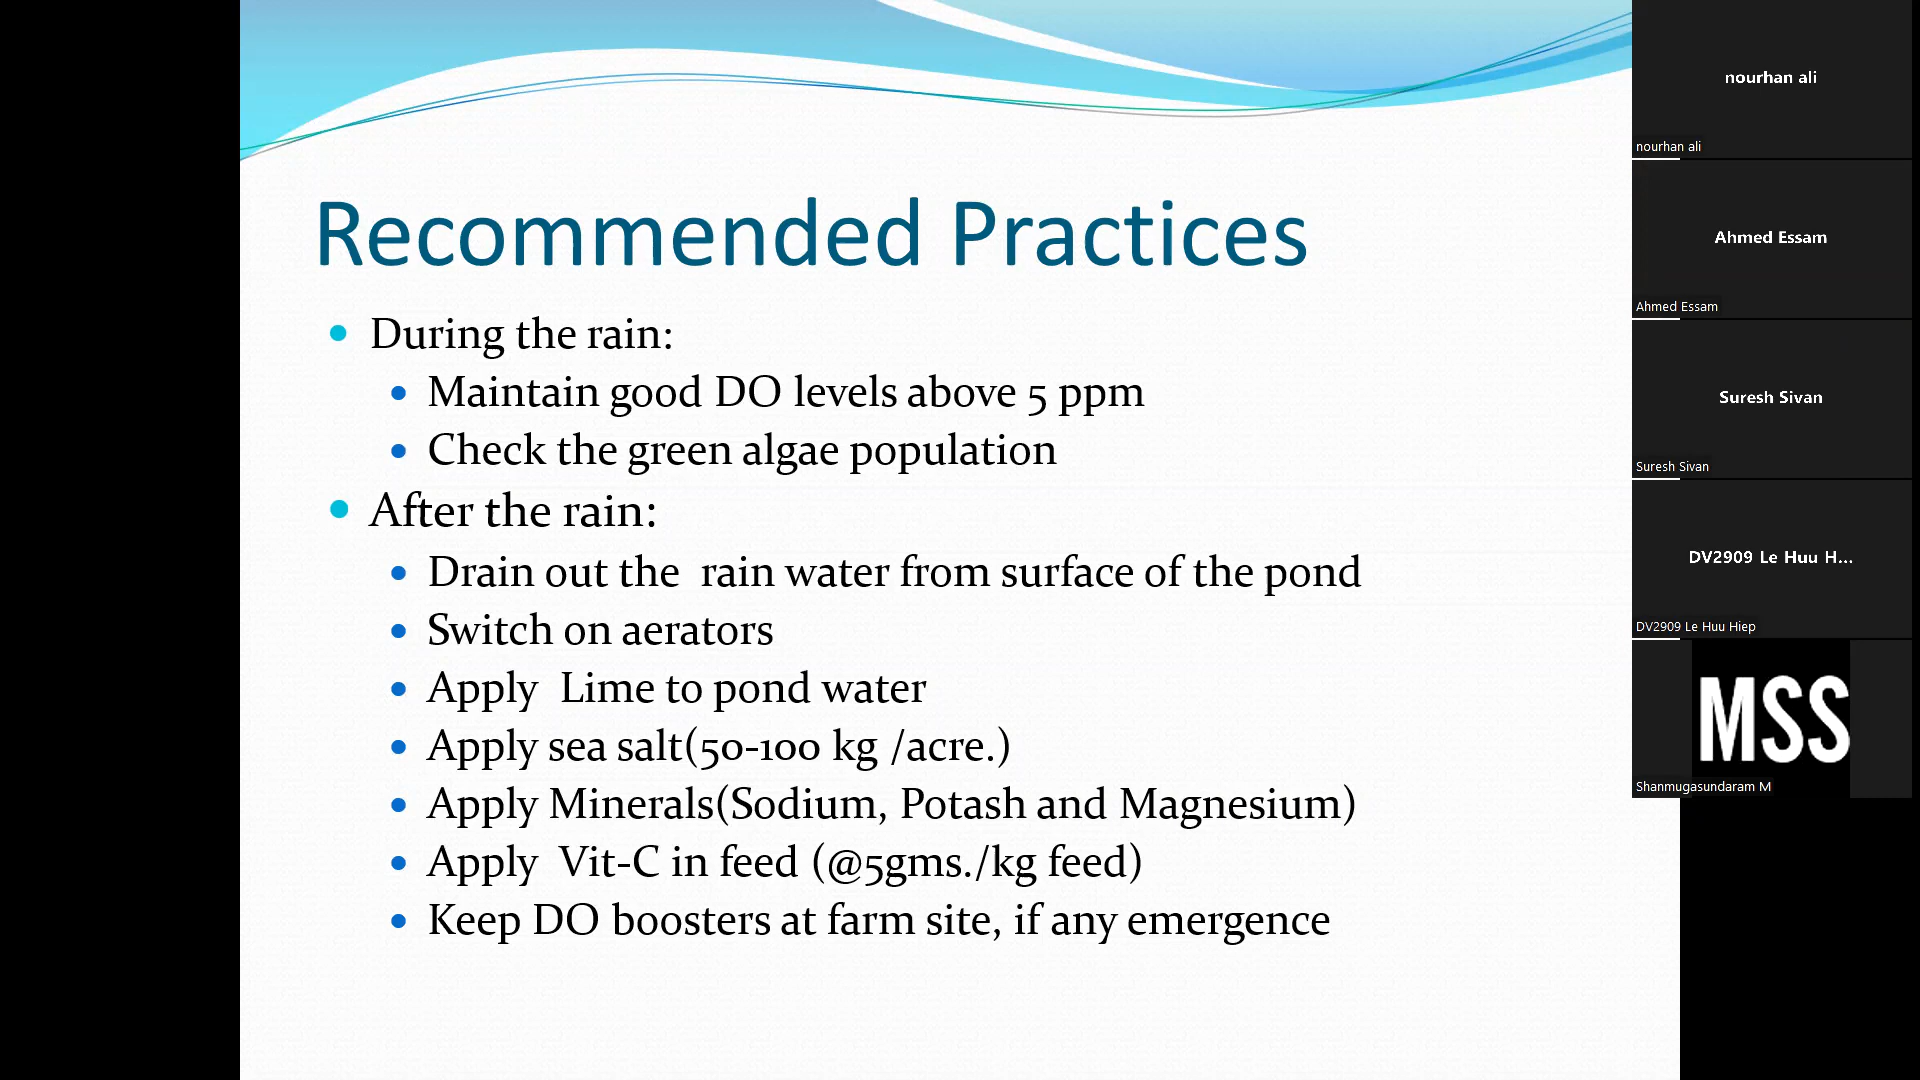 Recommended Practices
During the rain:
Maintain good DO levels above 5 ppm
Check the green algae population
After the rain:
Drain out the  rain water from surface of the pond
Switch on aerators
Apply  Lime to pond water
Apply sea salt(50-100 kg /acre.)
Apply Minerals(Sodium, Potash and Magnesium)
Apply  Vit-C in feed (@5gms./kg feed)
Keep DO boosters at farm site, if any emergence
nourhan ali
nourhan ali
Ahmed Essam
Ahmed Essam
Suresh Sivan
Suresh Sivan
DV2909 Le Huu H...
DV2909 Le Huu Hiep
MSS
Shanmugasundaram M